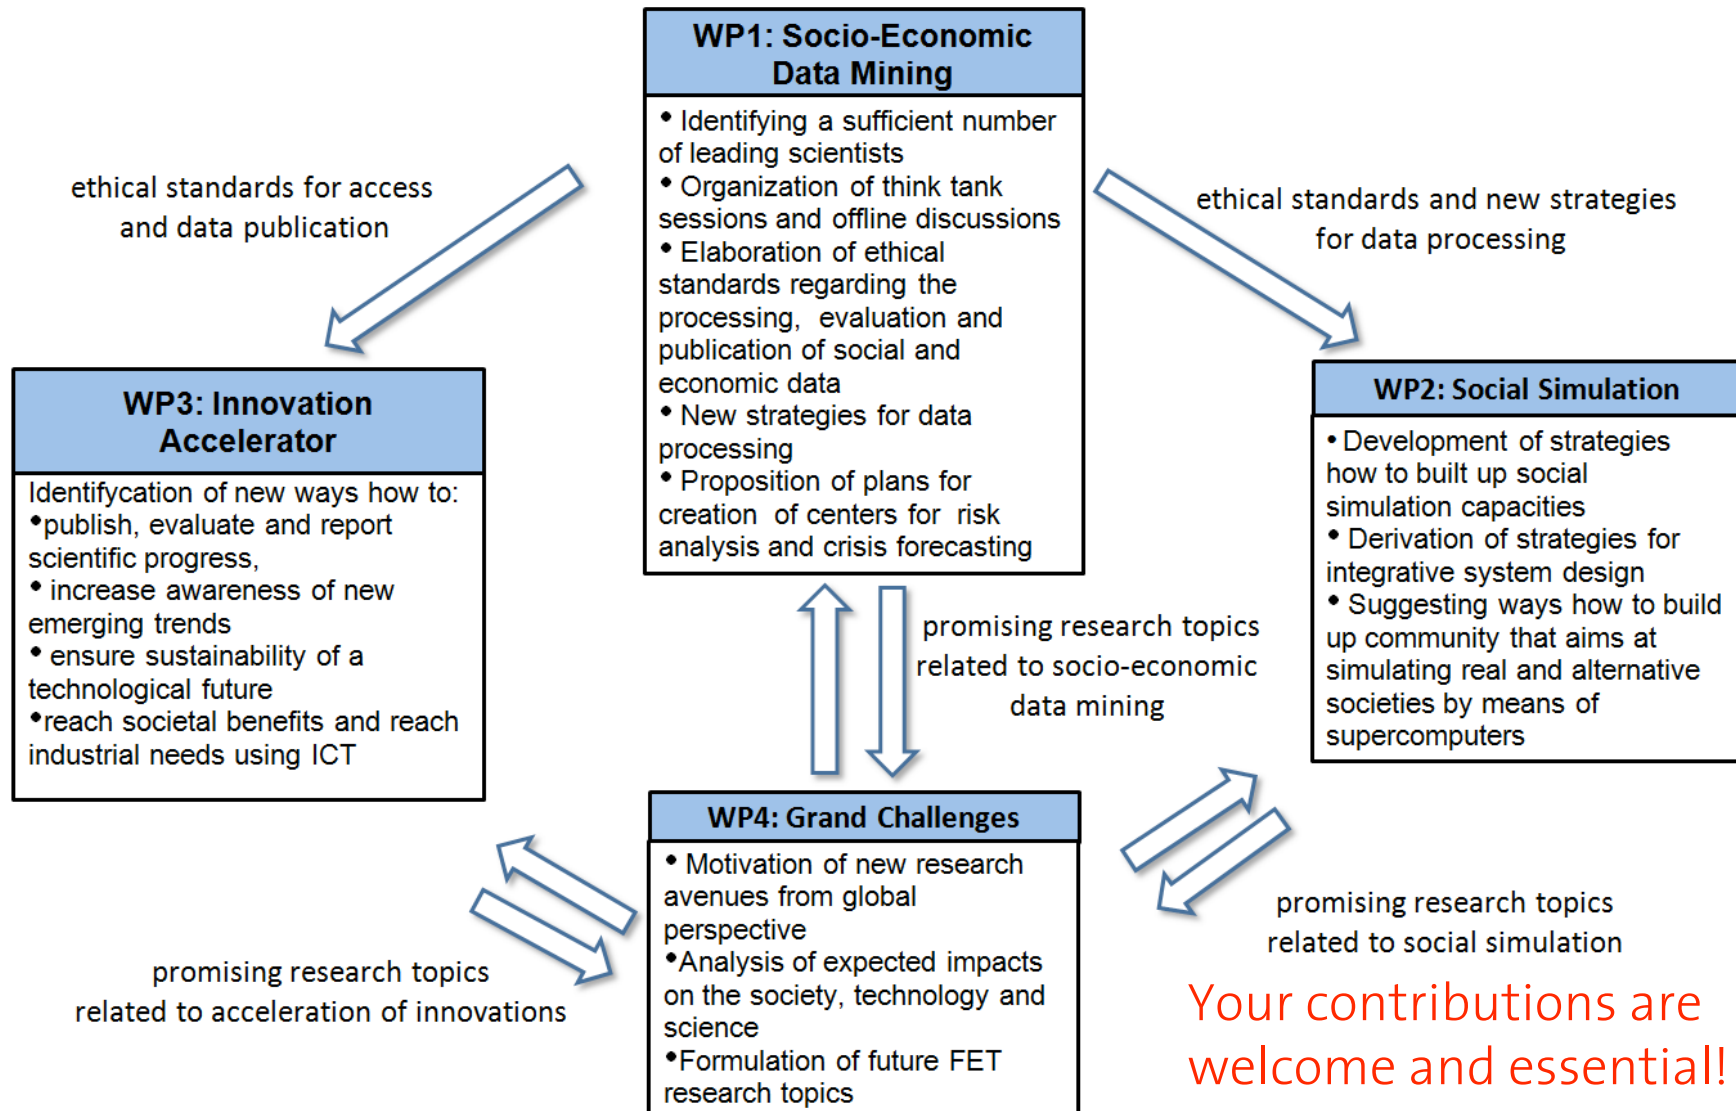 WP1: Socio-Economic
Data Mining
• Identifying a sufficient number
of leading scientists
• Organization of think tank
sessions and offline discussions
• Elaboration of ethical
standards regarding the
processing, evaluation and
publication of social and
economic data
• New strategies for data
processing
• Proposition of plans for
creation of centers for risk
analysis and crisis forecasting
ethical standards for access
and data publication
ethical standards and new strategies
for data processing
WP3: Innovation
Accelerator
Identifycation of new ways how to:
•publish, evaluate and report
scientific progress,
• increase awareness of new
emerging trends
• ensure sustainability of a
technological future
•reach societal benefits and reach
industrial needs using ICT
WP2: Social Simulation
• Development of strategies
how to built up social
simulation capacities
• Derivation of strategies for
integrative system design
• Suggesting ways how to build
up community that aims at
simulating real and alternative
societies by means of
supercomputers
promising research topics
related to socio-economic
data mining
WP4: Grand Challenges
• Motivation of new research
avenues from global
perspective
•Analysis of expected impacts
on the society, technology and
science
•Formulation of future FET
research topics
promising research topics
related to acceleration of innovations
promising research topics
related to social simulation
Your contributions are
welcome and essential!